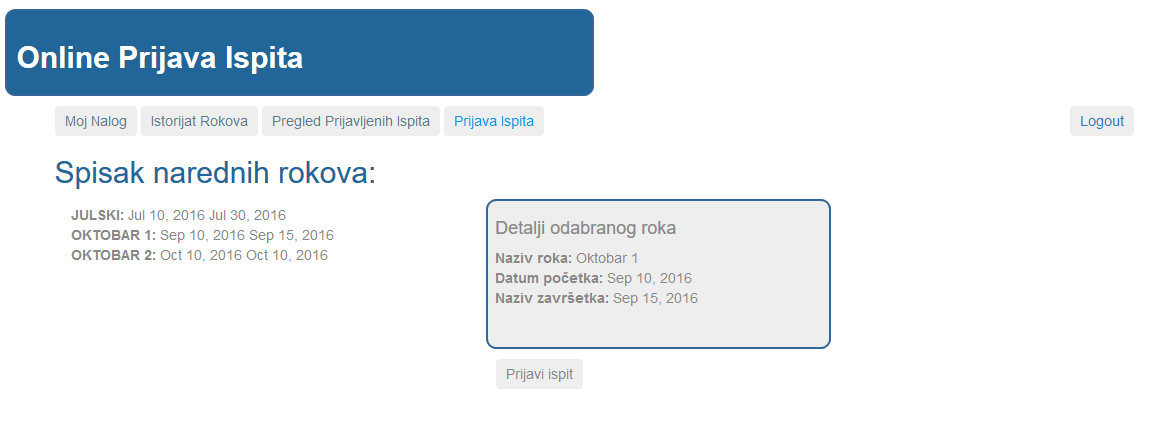 Online Prijava Ispita
Moj Nalog Istorijat Rokova Pregled Prijavljenih Ispita Prijava Ispita Logout
Spisak narednih rokova:
JULSKI: Jul 10, 2016 Jul 30, 2016
OKTOBAR 1: Sep 10, 2016 Sep 15, 2016
OKTOBAR 2: Oct 10, 2016 Oct 10, 2016
Detalji odabranog roka
Naziv roka: Oktobar 1
Datum početka: Sep 10, 2016
Naziv završetka: Sep 15, 2016
Prijavi ispit